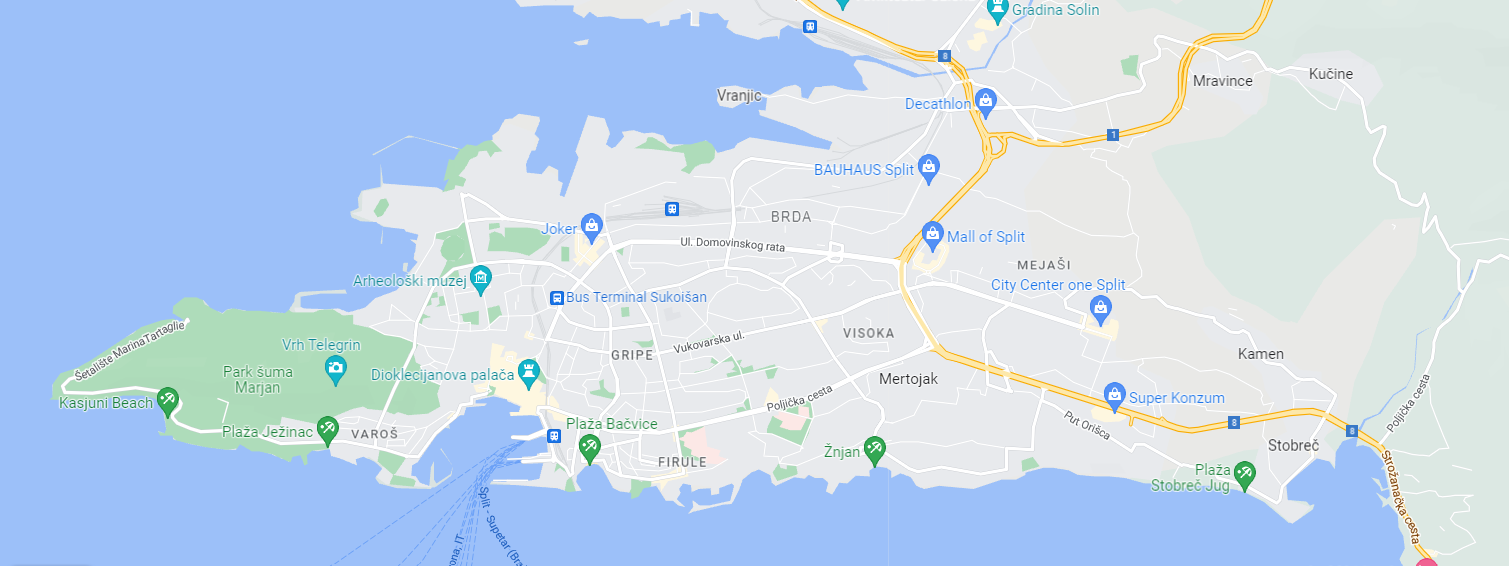 Gradina Solin
8
Kučine
Mravince
Vranjic
Decathlon
1
BAUHAUS Split
BRDA
Joker
Ul. Domovinskog rata
Mall of Split
MEJAŠI
Arheološki muzej
City Center one Split
Bus Terminal Sukoišan
Šetalište Marina Tartaglie
VISOKA
Vrh Telegrin
Vukovarska ul.
GRIPE
Kamen
Park šuma
Marjan
Dioklecijanova palača
Mertojak
Kasjuni Beach
Poljička cesta
Super Konzum
Poljička cesta
Plaža Bačvice
Put Orišca
8
Plaža Ježinac
VAROŠ
8
Stobreč
Žnjan
FIRULE
Plaža
Stobreč Jug
Strožanačka cesta
Split - Supetar (Bra
ona, IT